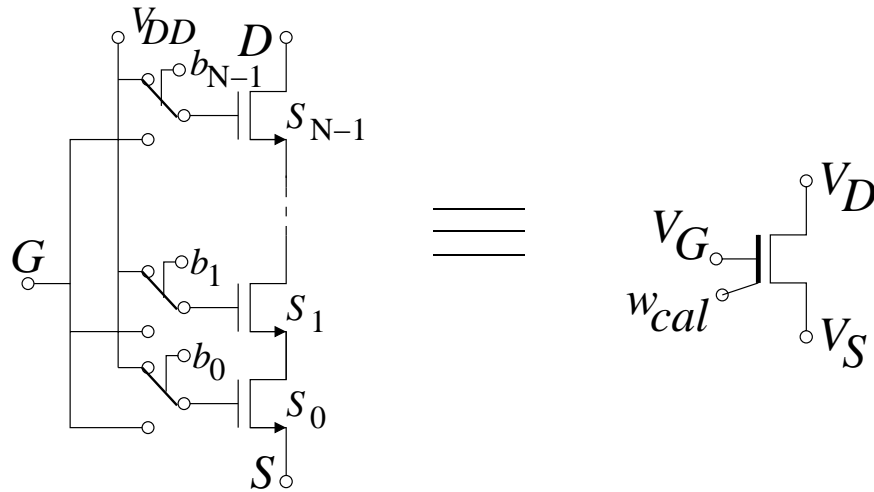 V_DD
D
b_N−1
S_N−1
G
b_1
S_1
b_0
S_0
S
V_D
V_G
w_cal
V_S